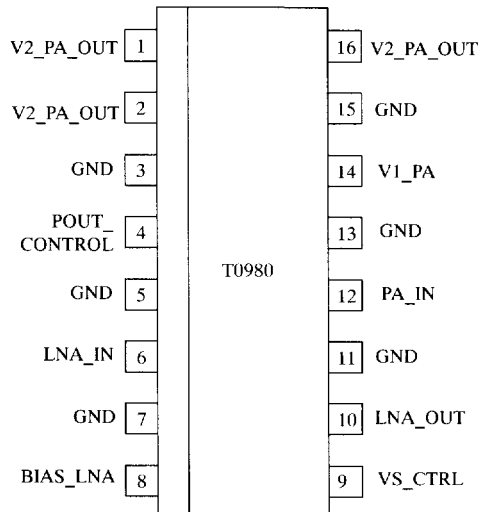 V2_PA_OUT 1 16 V2_PA_OUT
V2_PA_OUT 2 15 GND
GND 3 14 V1_PA
POUT_
CONTROL 4 13 GND
T0980
GND 5 12 PA_IN
LNA_IN 6 11 GND
GND 7 10 LNA_OUT
BIAS_LNA 8 9 VS_CTRL